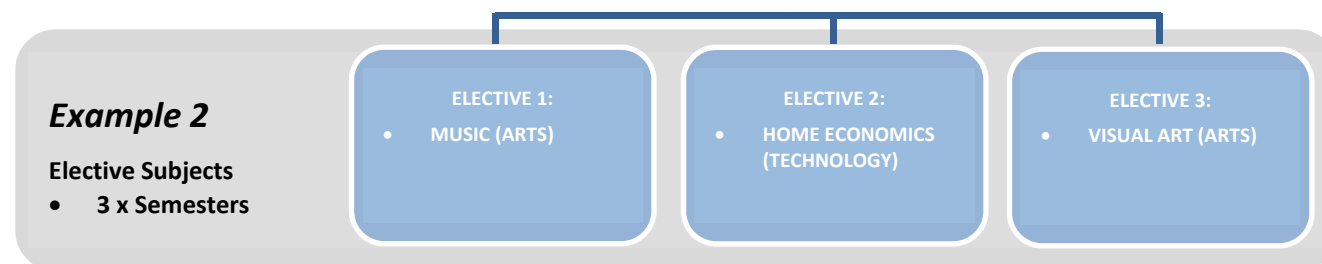 Example 2
Elective Subjects
• 3 x Semesters
ELECTIVE 1:
• MUSIC (ARTS)
ELECTIVE 2:
• HOME ECONOMICS
(TECHNOLOGY)
ELECTIVE 3:
• VISUAL ART (ARTS)